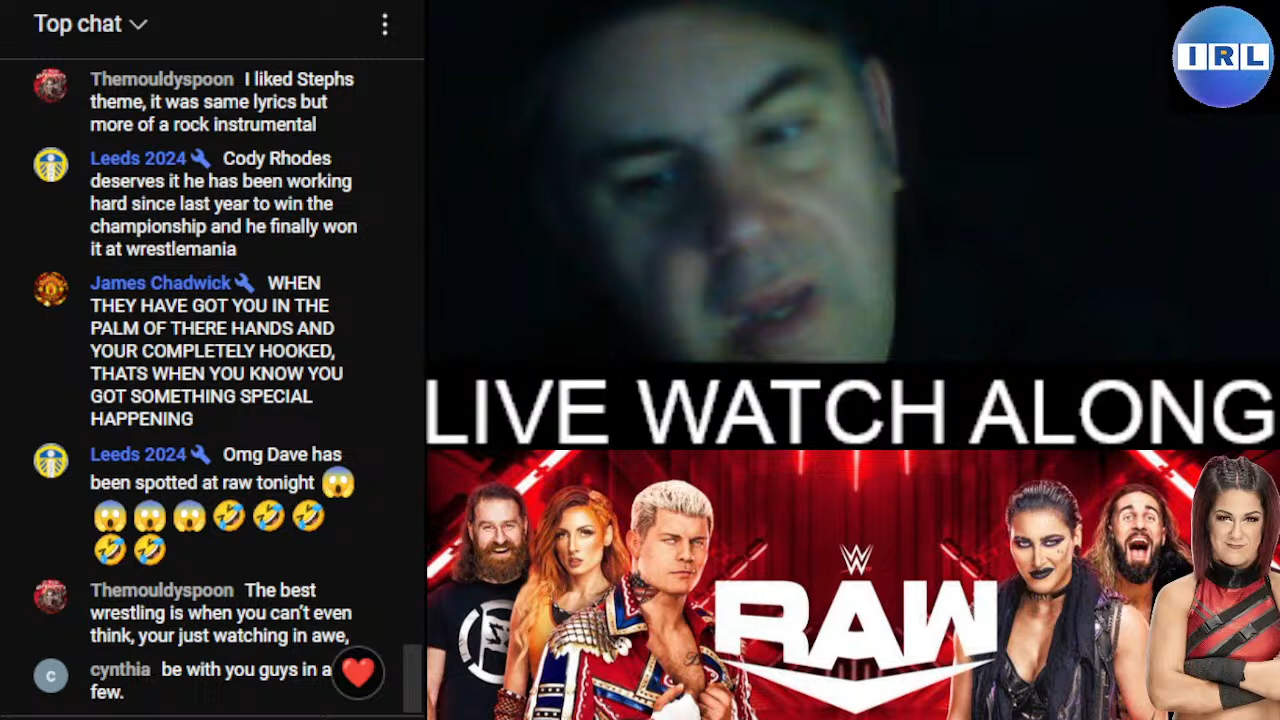 Top chat
Themouldyspoon I liked Stephs
theme, it was same lyrics but
more of a rock instrumental
Leeds 2024 Cody Rhodes
deserves it he has been working
hard since last year to win the
championship and he finally won
it at wrestlemania
James Chadwick WHEN
THEY HAVE GOT YOU IN THE
PALM OF THERE HANDS AND
YOUR COMPLETELY HOOKED,
THATS WHEN YOU KNOW YOU
GOT SOMETHING SPECIAL
HAPPENING
Leeds 2024 Omg Dave has
been spotted at raw tonight 😱
😱😱😱🤣🤣🤣
🤣🤣
Themouldyspoon The best
wrestling is when you can't even
think, your just watching in awe,
C
cynthia be with you guys in a
few.
IRL
LIVE WATCH ALONG
W
RAW